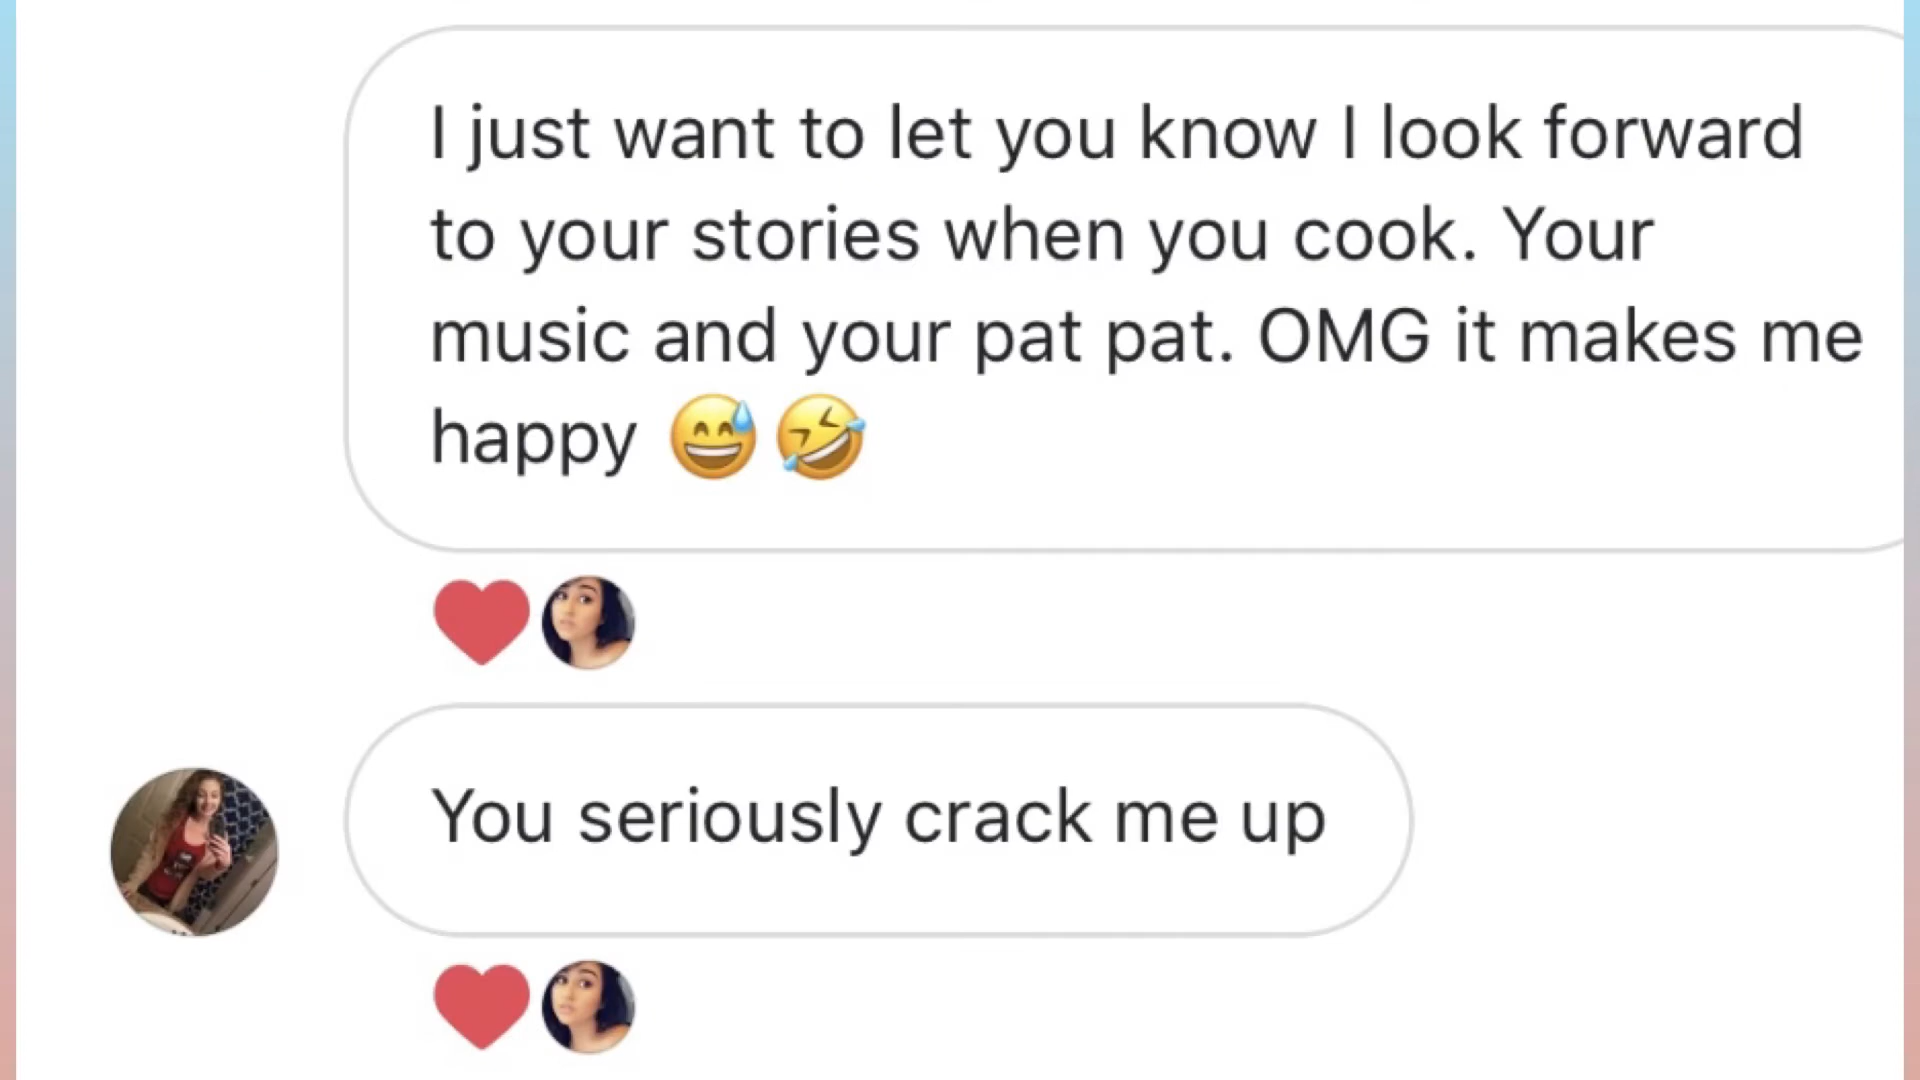 I just want to let you know I look forward
to your stories when you cook. Your
music and your pat pat. OMG it makes me
happy 😅 🤣
You seriously crack me up